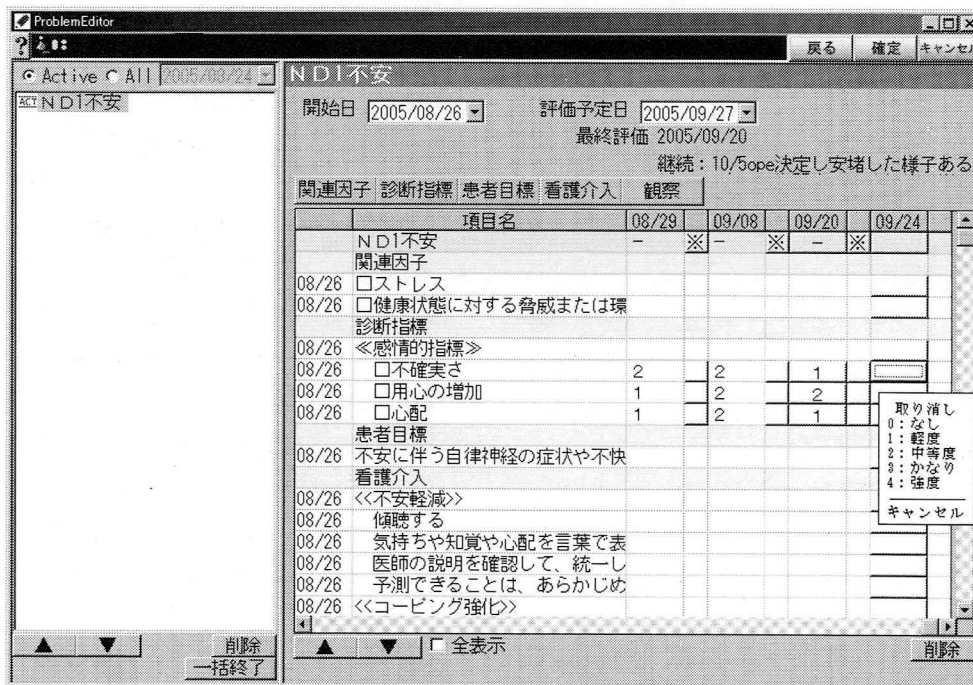 ProblemEditor
?
戻る 確定 キャンセル
Active All 2005/09/24
ACT ND1不安
ND1不安
開始日 2005/08/26 評価予定日 2005/09/27
最終評価 2005/09/20
継続：10/5ope決定し安堵した様子ある
関連因子 診断指標 患者目標 看護介入 観察
項目名 08/29 09/08 09/20 09/24
ND1不安 − ※ − ※ − ※
関連因子
08/26 □ストレス
08/26 □健康状態に対する脅威または環
診断指標
08/26 ≪感情的指標≫
08/26 □不確実さ 2 2 1
08/26 □用心の増加 1 2 2
08/26 □心配 1 2 1
患者目標
08/26 不安に伴う自律神経の症状や不快
看護介入
08/26 <<不安軽減>>
08/26 傾聴する
08/26 気持ちや知覚や心配を言葉で表
08/26 医師の説明を確認して、統一し
08/26 予測できることは、あらかじめ
08/26 <<コーピング強化>>
取り消し
0：なし
1：軽度
2：中等度
3：かなり
4：強度
キャンセル
▲ ▼ 削除
一括終了
▲ ▼ □ 全表示 削除